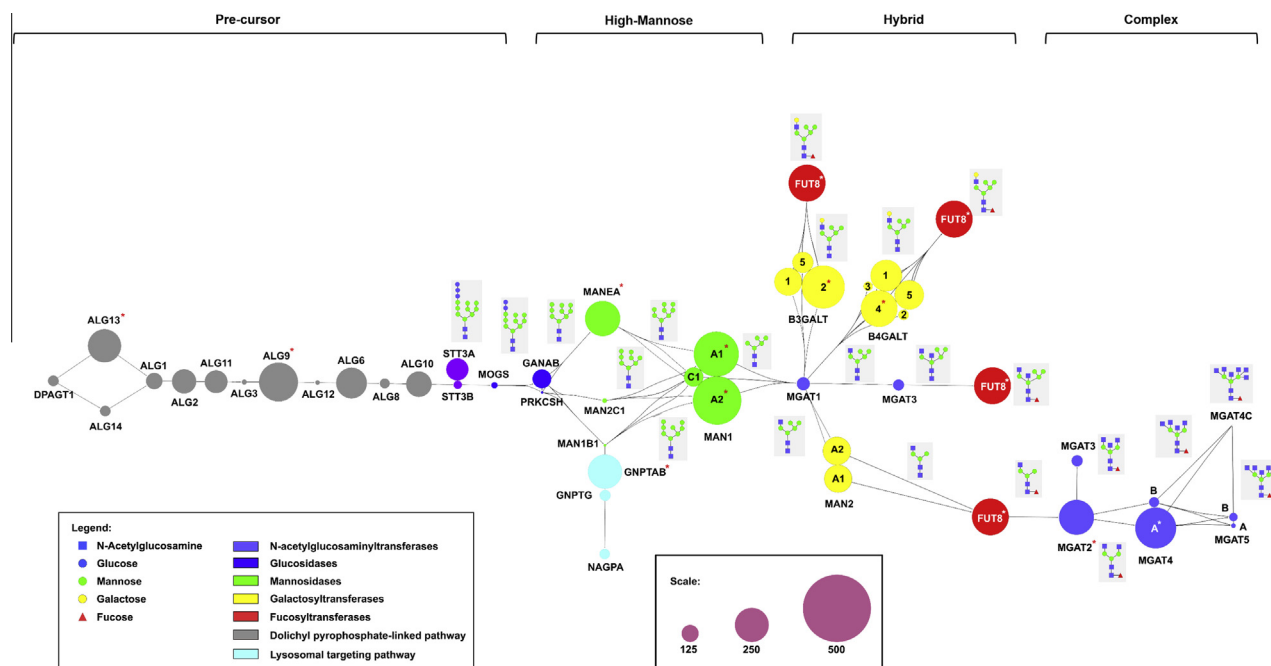 Pre-cursor
High-Mannose
Hybrid
Complex
FUT8*
FUT8*
5
1
2*
B3GALT
1
3
5
4*
2
B4GALT
MANEA*
ALG13*
ALG9*
ALG1
ALG11
ALG6
ALG10
STT3A
MOGS
GANAB
A1*
C1
A2*
MAN1
DPAGT1
ALG2
ALG3
ALG12
ALG8
STT3B
PRKCSH
MAN2C1
MGAT1
MGAT3
FUT8*
ALG14
MAN1B1
GNPTAB*
GNPTG
NAGPA
A2
A1
MAN2
FUT8*
MGAT3
MGAT2*
MGAT4C
B
A*
MGAT4
B
A
MGAT5
Legend:
N-Acetylglucosamine
Glucose
Mannose
Galactose
Fucose
N-acetylglucosaminyltransferases
Glucosidases
Mannosidases
Galactosyltransferases
Fucosyltransferases
Dolichyl pyrophosphate-linked pathway
Lysosomal targeting pathway
Scale:
125
250
500